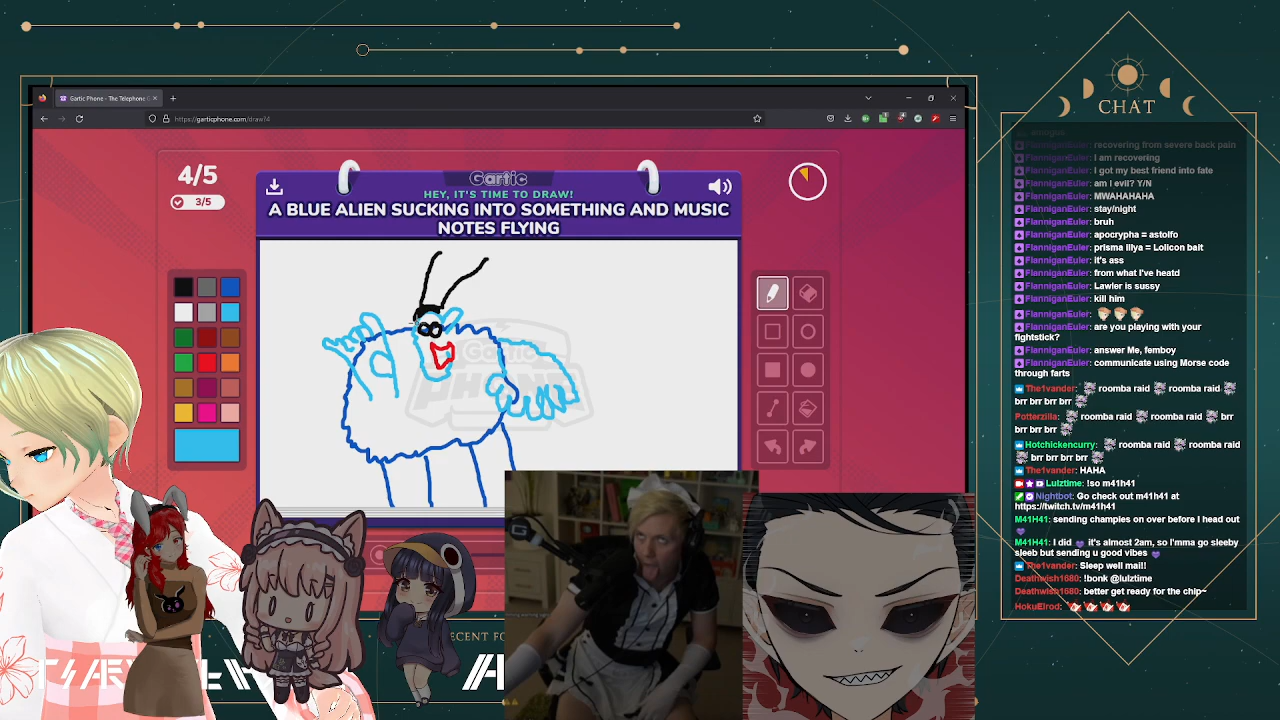 Gartic Phone - The Telephone G
https://garticphone.com/draw?4
4/5
3/5
Gartic
HEY, IT'S TIME TO DRAW!
A BLUE ALIEN SUCKING INTO SOMETHING AND MUSIC
NOTES FLYING
Gartic
PHONE
CHAT
FlanniganEuler: recovering from severe back pain
FlanniganEuler: I am recovering
FlanniganEuler: I got my best friend into fate
FlanniganEuler: am I evil? Y/N
FlanniganEuler: MWAHAHAHA
FlanniganEuler: stay/night
FlanniganEuler: bruh
FlanniganEuler: apocrypha = astolfo
FlanniganEuler: prisma Illya = Lolicon bait
FlanniganEuler: it's ass
FlanniganEuler: from what I've heatd
FlanniganEuler: Lawler is sussy
FlanniganEuler: kill him
FlanniganEuler:
FlanniganEuler: are you playing with your
fightstick?
FlanniganEuler: answer Me, femboy
FlanniganEuler: communicate using Morse code
through farts
The1vander: roomba raid roomba raid
brr brr brr brr
Potterzilla: roomba raid roomba raid brr
brr brr brr
Hotchickencurry: roomba raid roomba raid
brr brr brr brr
The1vander: HAHA
Lulztime: !so m41h41
Nightbot: Go check out m41h41 at
https://twitch.tv/m41h41
M41H41: sending champles on over before I head out
M41H41: I did it's almost 2am, so I'mma go sleeby
sleeb but sending u good vibes
The1vander: Sleep well mai!!
Deathwish1680: !bonk @lulztime
Deathwish1680: better get ready for the chip~
HokuElrod:
ECENT FO